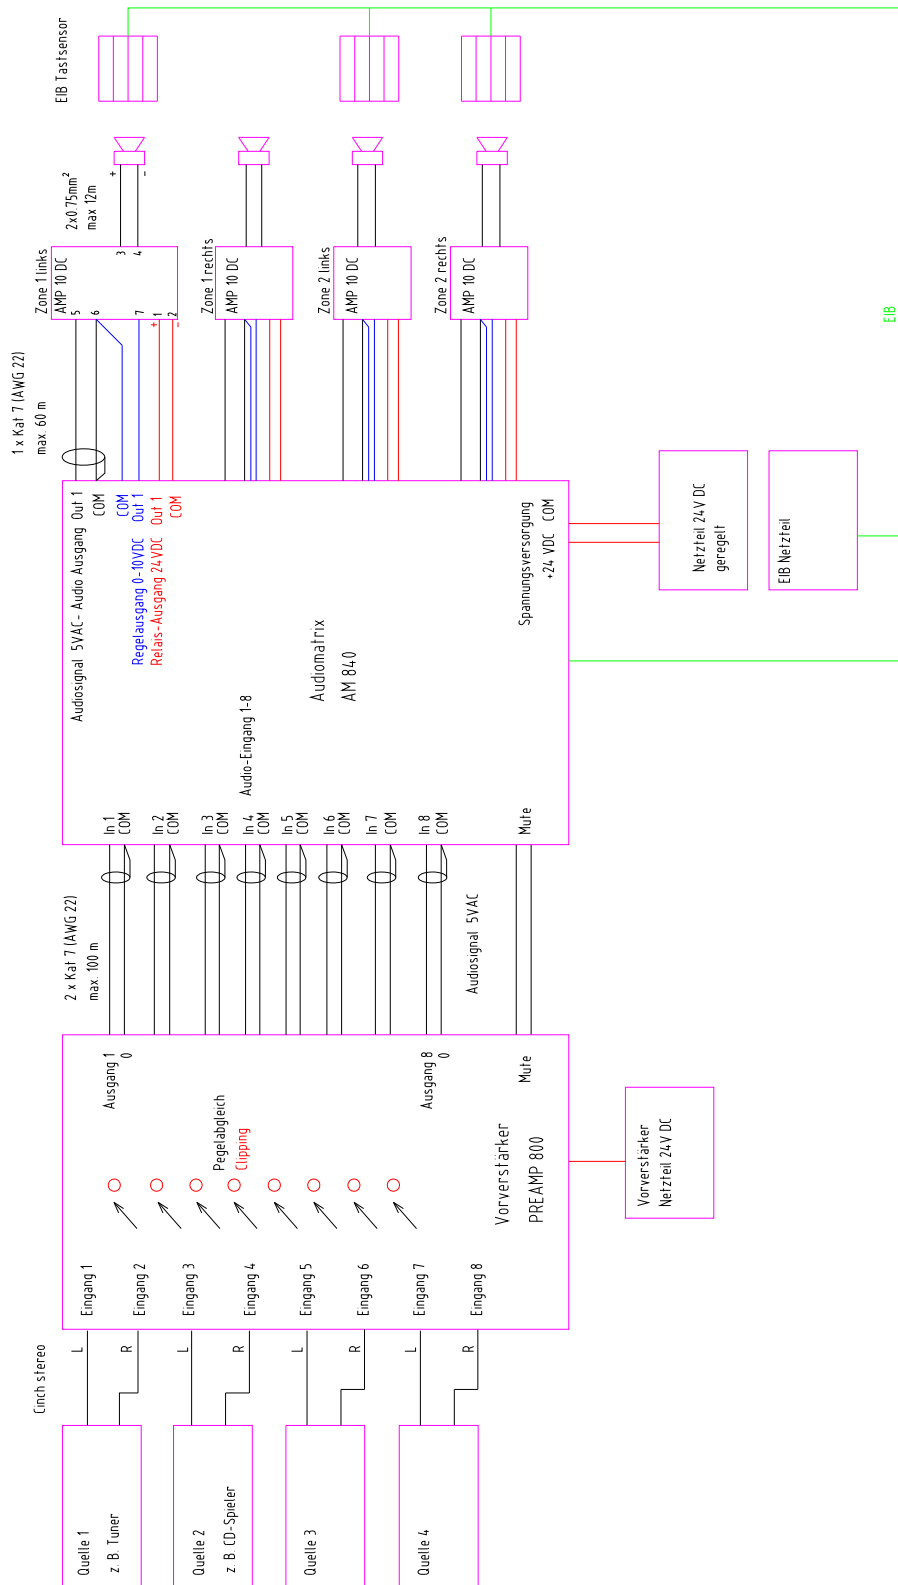 Quelle 1
z. B. Tuner
Quelle 2
z. B. CD-Spieler
Quelle 3
Quelle 4
Cinch stereo
L
R
L
R
L
R
L
R
Eingang 1
Eingang 2
Eingang 3
Eingang 4
Eingang 5
Eingang 6
Eingang 7
Eingang 8
Pegelabgleich
Clipping
Vorverstärker
PREAMP 800
Ausgang 1
0
Ausgang 8
0
Mute
Vorverstärker
Netzteil 24V DC
2 x Kat 7 (AWG 22)
max. 100 m
Audiosignal 5VAC
In 1
COM
In 2
COM
In 3
COM
In 4
COM
In 5
COM
In 6
COM
In 7
COM
In 8
COM
Mute
Audio-Eingang 1-8
Audiomatrix
AM 840
Audiosignal 5VAC- Audio Ausgang Out 1
COM
COM
Regelausgang 0-10VDC Out 1
Relais-Ausgang 24VDC Out 1
COM
Spannungsversorgung
+24 VDC COM
Netzteil 24V DC
geregelt
EIB Netzteil
EIB
1 x Kat 7 (AWG 22)
max. 60 m
Zone 1 links
AMP 10 DC
5
6
7
+
1
2
-
3
4
Zone 1 rechts
AMP 10 DC
Zone 2 links
AMP 10 DC
Zone 2 rechts
AMP 10 DC
2x0.75mm²
max 12m
+
-
EIB Tastsensor